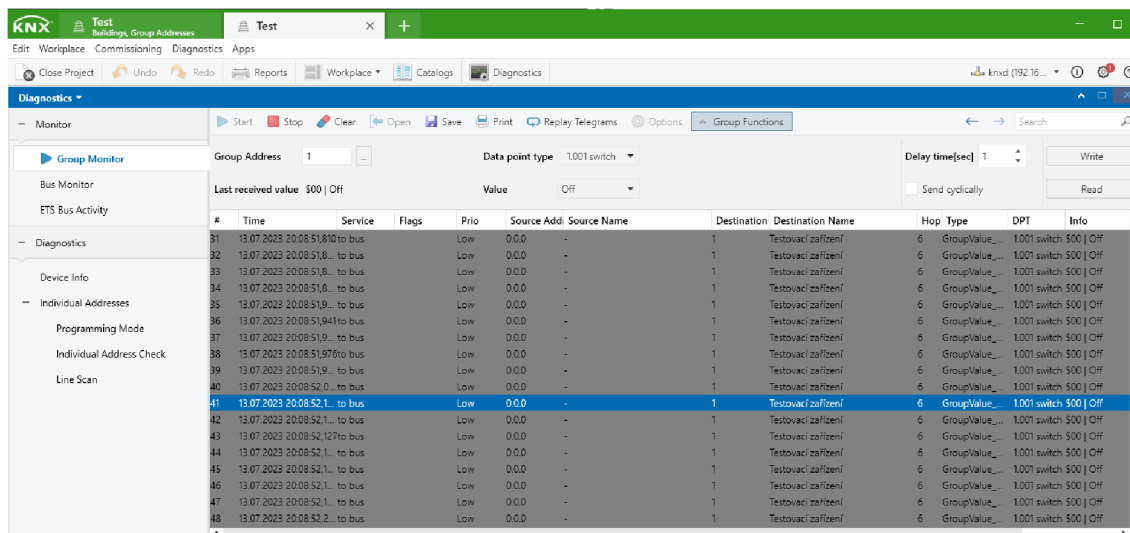 KNX Test Buildings, Group Addresses Test × +
Edit Workplace Commissioning Diagnostics Apps
Close Project Undo Redo Reports Workplace Catalogs Diagnostics knxd (192.16...
Diagnostics
Monitor
Group Monitor
Bus Monitor
ETS Bus Activity
Diagnostics
Device Info
Individual Addresses
Programming Mode
Individual Address Check
Line Scan
Start Stop Clear Open Save Print Replay Telegrams Options Group Functions Search
Group Address 1 ... Data point type 1.001 switch Delay time[sec] 1 Write
Last received value $00 | Off Value Off Send cyclically Read
# Time Service Flags Prio Source Addr Source Name Destination Destination Name Hop Type DPT Info
31 13.07.2023 20:08:51,810 to bus Low 0.0.0 - 1 Testovací zařízení 6 GroupValue_... 1.001 switch $00 | Off
32 13.07.2023 20:08:51,8... to bus Low 0.0.0 - 1 Testovací zařízení 6 GroupValue_... 1.001 switch $00 | Off
33 13.07.2023 20:08:51,8... to bus Low 0.0.0 - 1 Testovací zařízení 6 GroupValue_... 1.001 switch $00 | Off
34 13.07.2023 20:08:51,8... to bus Low 0.0.0 - 1 Testovací zařízení 6 GroupValue_... 1.001 switch $00 | Off
35 13.07.2023 20:08:51,9... to bus Low 0.0.0 - 1 Testovací zařízení 6 GroupValue_... 1.001 switch $00 | Off
36 13.07.2023 20:08:51,941 to bus Low 0.0.0 - 1 Testovací zařízení 6 GroupValue_... 1.001 switch $00 | Off
37 13.07.2023 20:08:51,9... to bus Low 0.0.0 - 1 Testovací zařízení 6 GroupValue_... 1.001 switch $00 | Off
38 13.07.2023 20:08:51,976 to bus Low 0.0.0 - 1 Testovací zařízení 6 GroupValue_... 1.001 switch $00 | Off
39 13.07.2023 20:08:51,9... to bus Low 0.0.0 - 1 Testovací zařízení 6 GroupValue_... 1.001 switch $00 | Off
40 13.07.2023 20:08:52,0... to bus Low 0.0.0 - 1 Testovací zařízení 6 GroupValue_... 1.001 switch $00 | Off
41 13.07.2023 20:08:52,1... to bus Low 0.0.0 - 1 Testovací zařízení 6 GroupValue_... 1.001 switch $00 | Off
42 13.07.2023 20:08:52,1... to bus Low 0.0.0 - 1 Testovací zařízení 6 GroupValue_... 1.001 switch $00 | Off
43 13.07.2023 20:08:52,127 to bus Low 0.0.0 - 1 Testovací zařízení 6 GroupValue_... 1.001 switch $00 | Off
44 13.07.2023 20:08:52,1... to bus Low 0.0.0 - 1 Testovací zařízení 6 GroupValue_... 1.001 switch $00 | Off
45 13.07.2023 20:08:52,1... to bus Low 0.0.0 - 1 Testovací zařízení 6 GroupValue_... 1.001 switch $00 | Off
46 13.07.2023 20:08:52,1... to bus Low 0.0.0 - 1 Testovací zařízení 6 GroupValue_... 1.001 switch $00 | Off
47 13.07.2023 20:08:52,1... to bus Low 0.0.0 - 1 Testovací zařízení 6 GroupValue_... 1.001 switch $00 | Off
48 13.07.2023 20:08:52,2... to bus Low 0.0.0 - 1 Testovací zařízení 6 GroupValue_... 1.001 switch $00 | Off